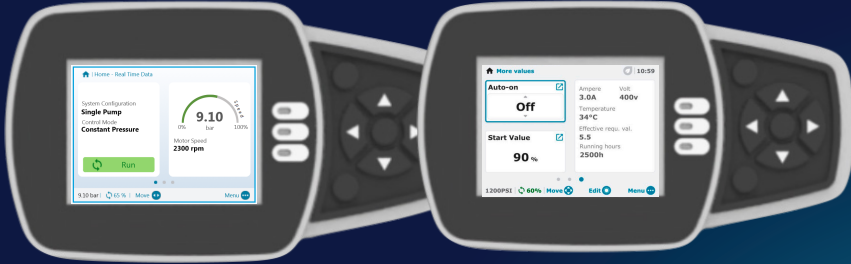 Home - Real Time Data
System Configuration
Single Pump
Control Mode
Constant Pressure
Run
Speed
9.10
0% bar 100%
Motor Speed
2300 rpm
9.10 bar 65 % Move Menu
More values 10:59
Auto-on
Off
Start Value
90 %
Ampere Volt
3.0A 400v
Temperature
34°C
Effective requ. val.
5.5
Running hours
2500h
1200PSI 60% Move Edit Menu